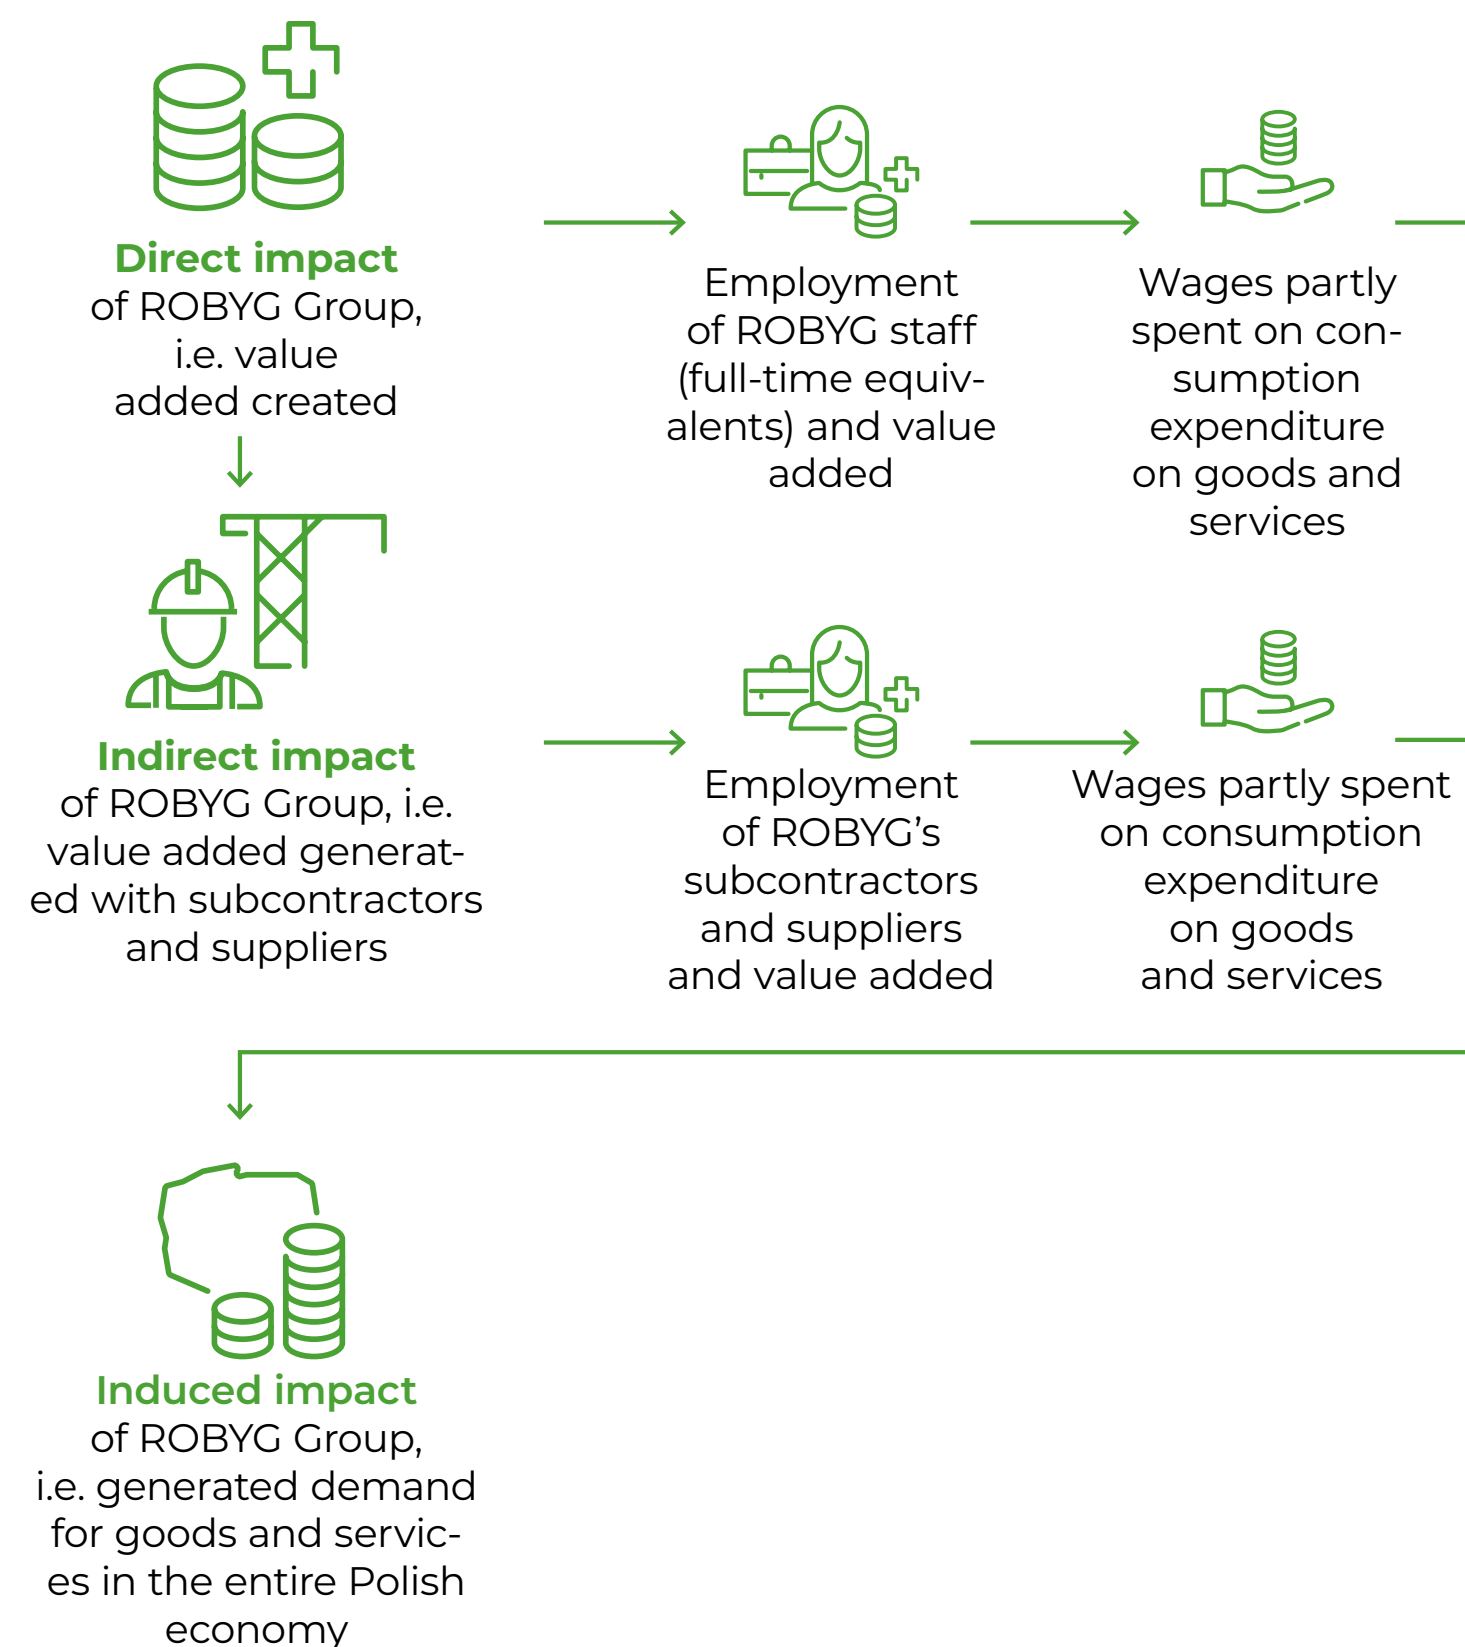 Direct impact
of ROBYG Group,
i.e. value
added created
Employment
of ROBYG staff
(full-time equiv-
alents) and value
added
Wages partly
spent on con-
sumption
expenditure
on goods and
services
Indirect impact
of ROBYG Group, i.e.
value added generat-
ed with subcontractors
and suppliers
Employment
of ROBYG’s
subcontractors
and suppliers
and value added
Wages partly spent
on consumption
expenditure
on goods
and services
Induced impact
of ROBYG Group,
i.e. generated demand
for goods and servic-
es in the entire Polish
economy